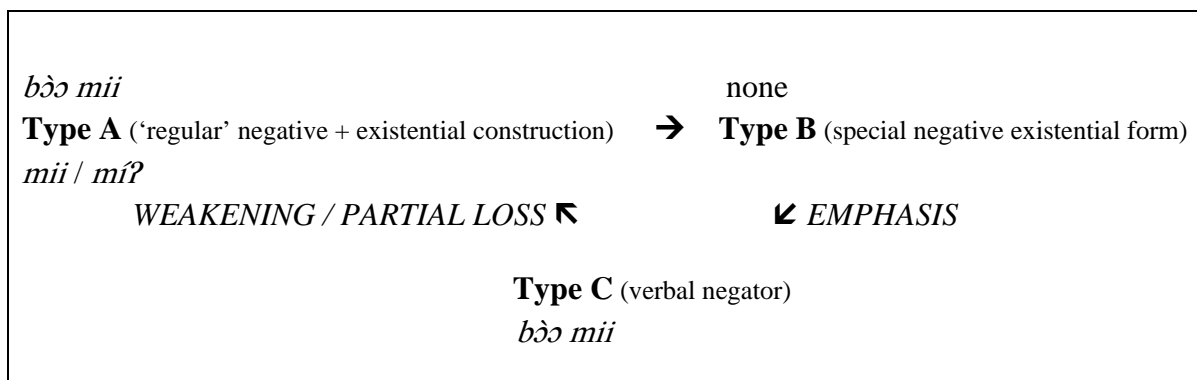 bɔ̀ɔ mii none
Type A (‘regular’ negative + existential construction) → Type B (special negative existential form)
mii / míʔ
WEAKENING / PARTIAL LOSS ↖ ↙ EMPHASIS
Type C (verbal negator)
bɔ̀ɔ mii